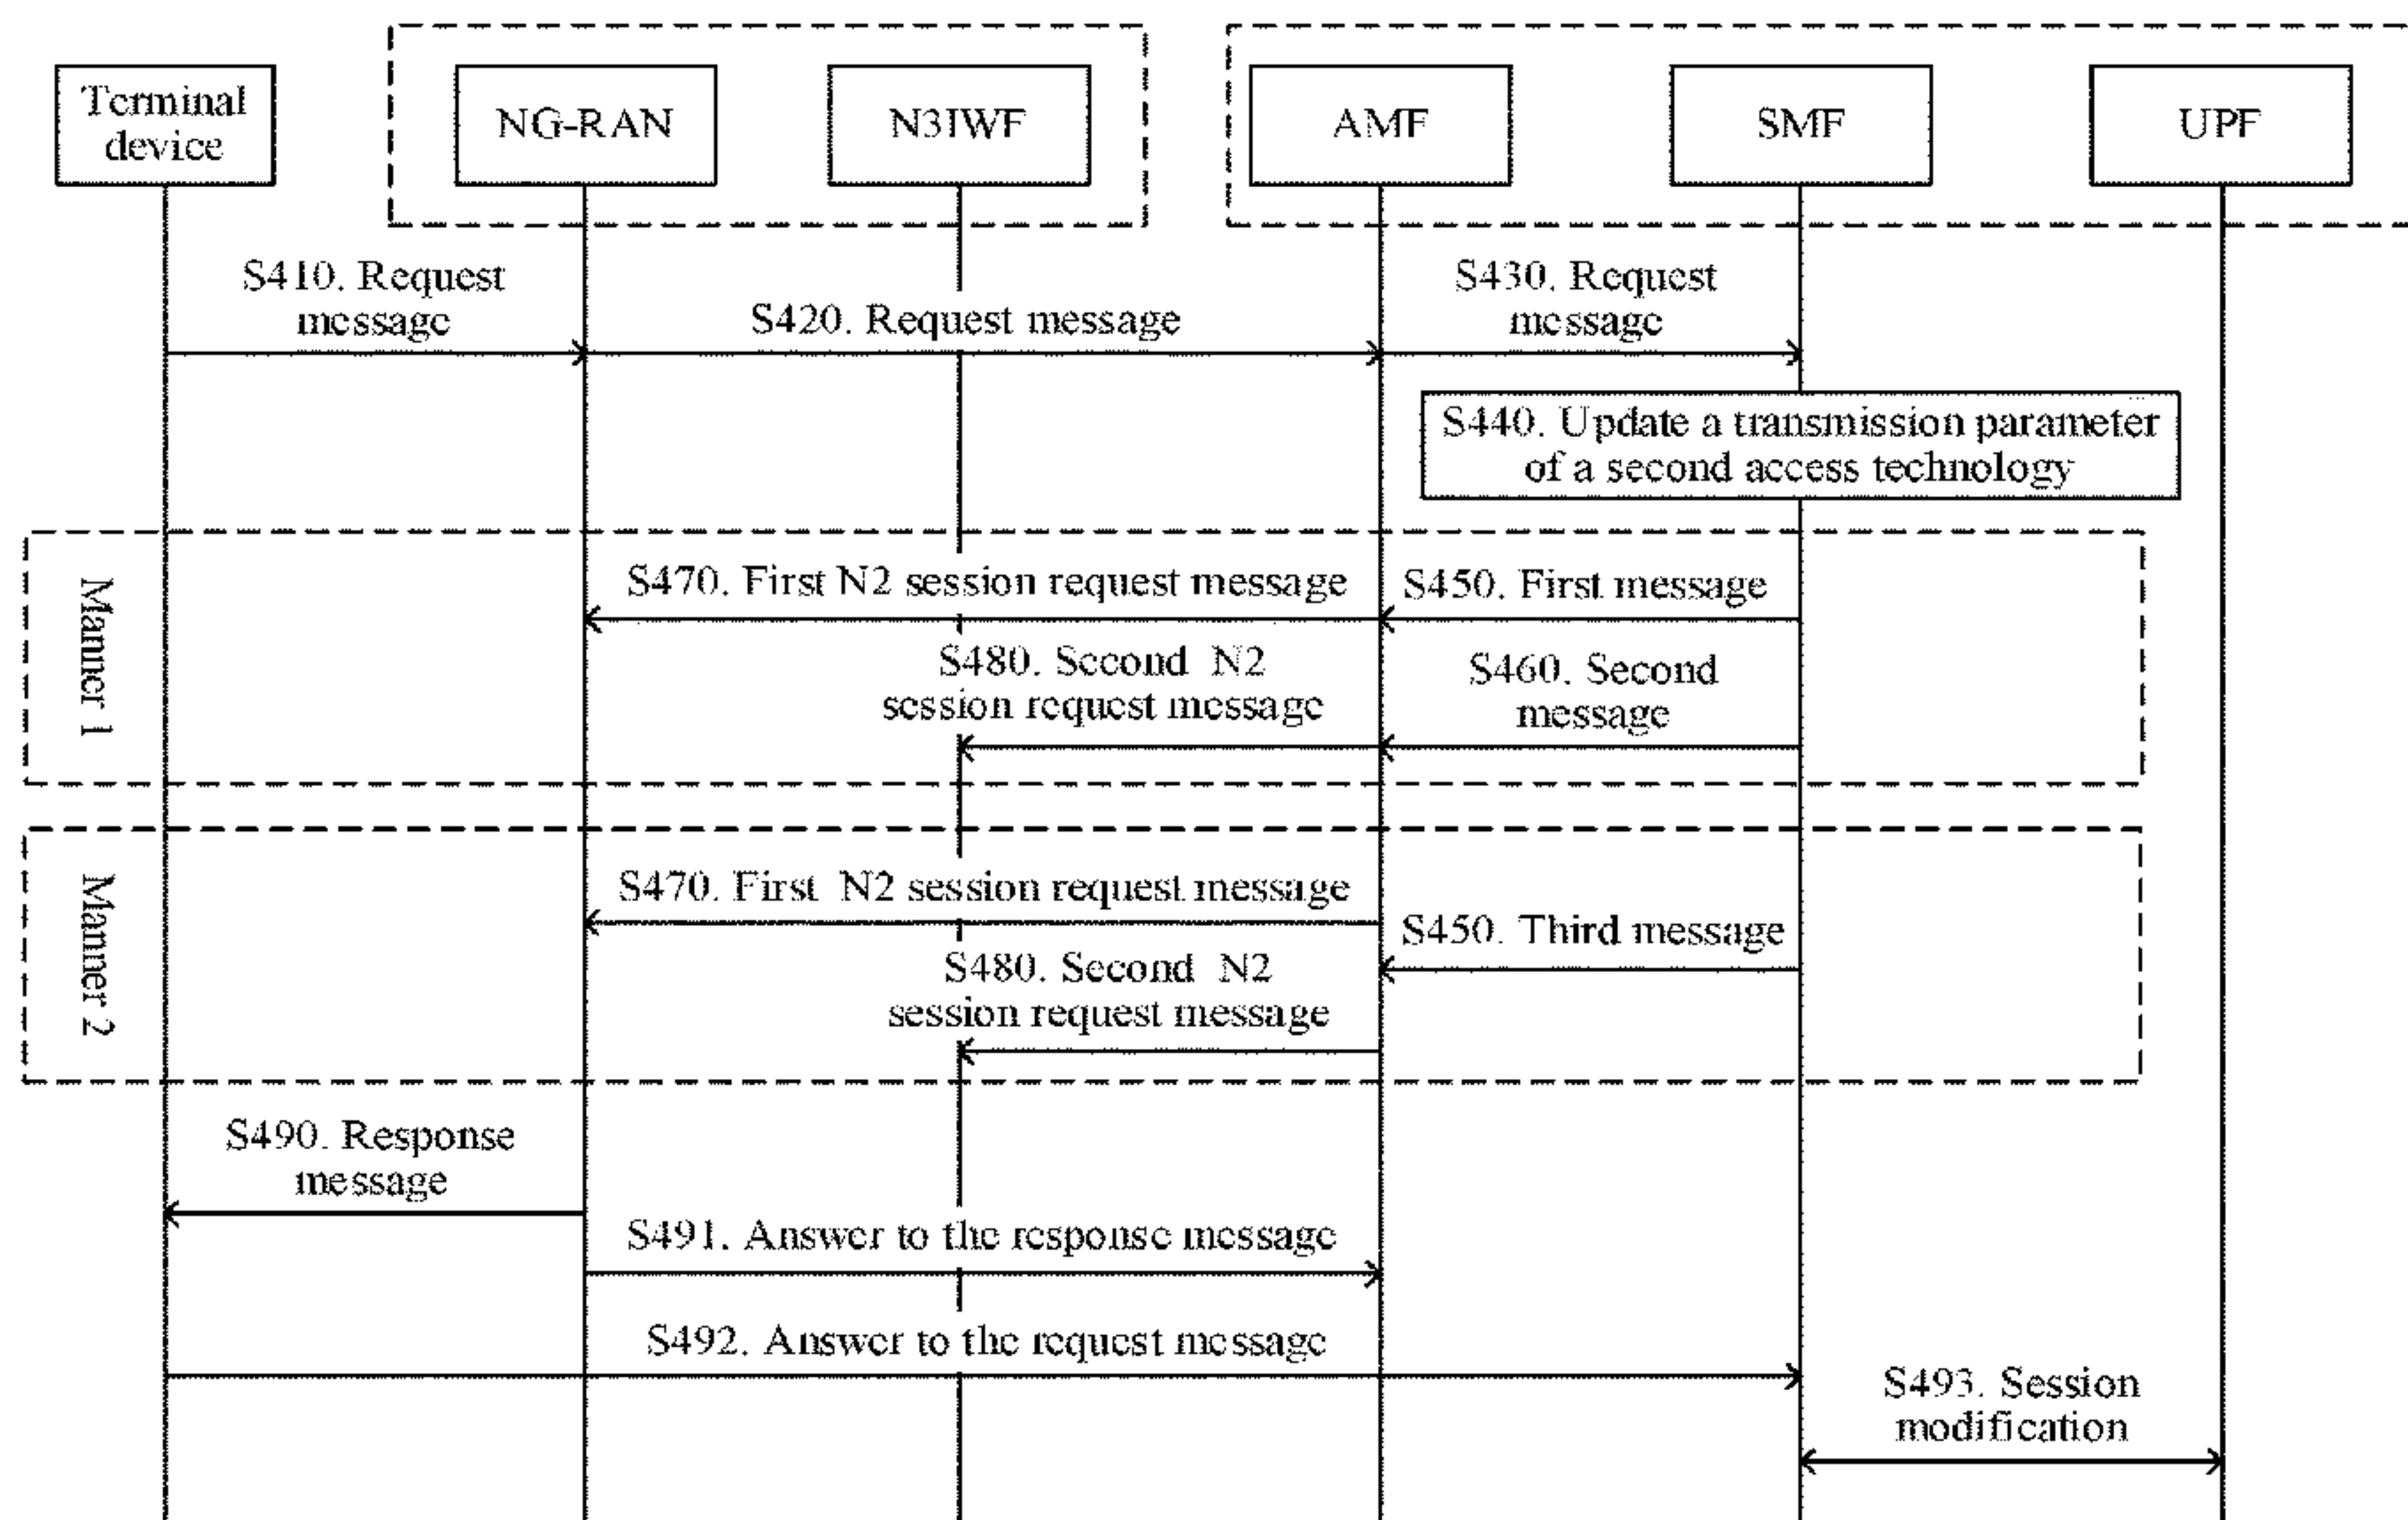 Terminal
device
NG-RAN
N3IWF
AMF
SMF
UPF
S410. Request
message
S420. Request message
S430. Request
message
S440. Update a transmission parameter
of a second access technology
Manner 1
S470. First N2 session request message
S450. First message
S480. Second N2
session request message
S460. Second
message
Manner 2
S470. First N2 session request message
S450. Third message
S480. Second N2
session request message
S490. Response
message
S491. Answer to the response message
S492. Answer to the request message
S493. Session
modification